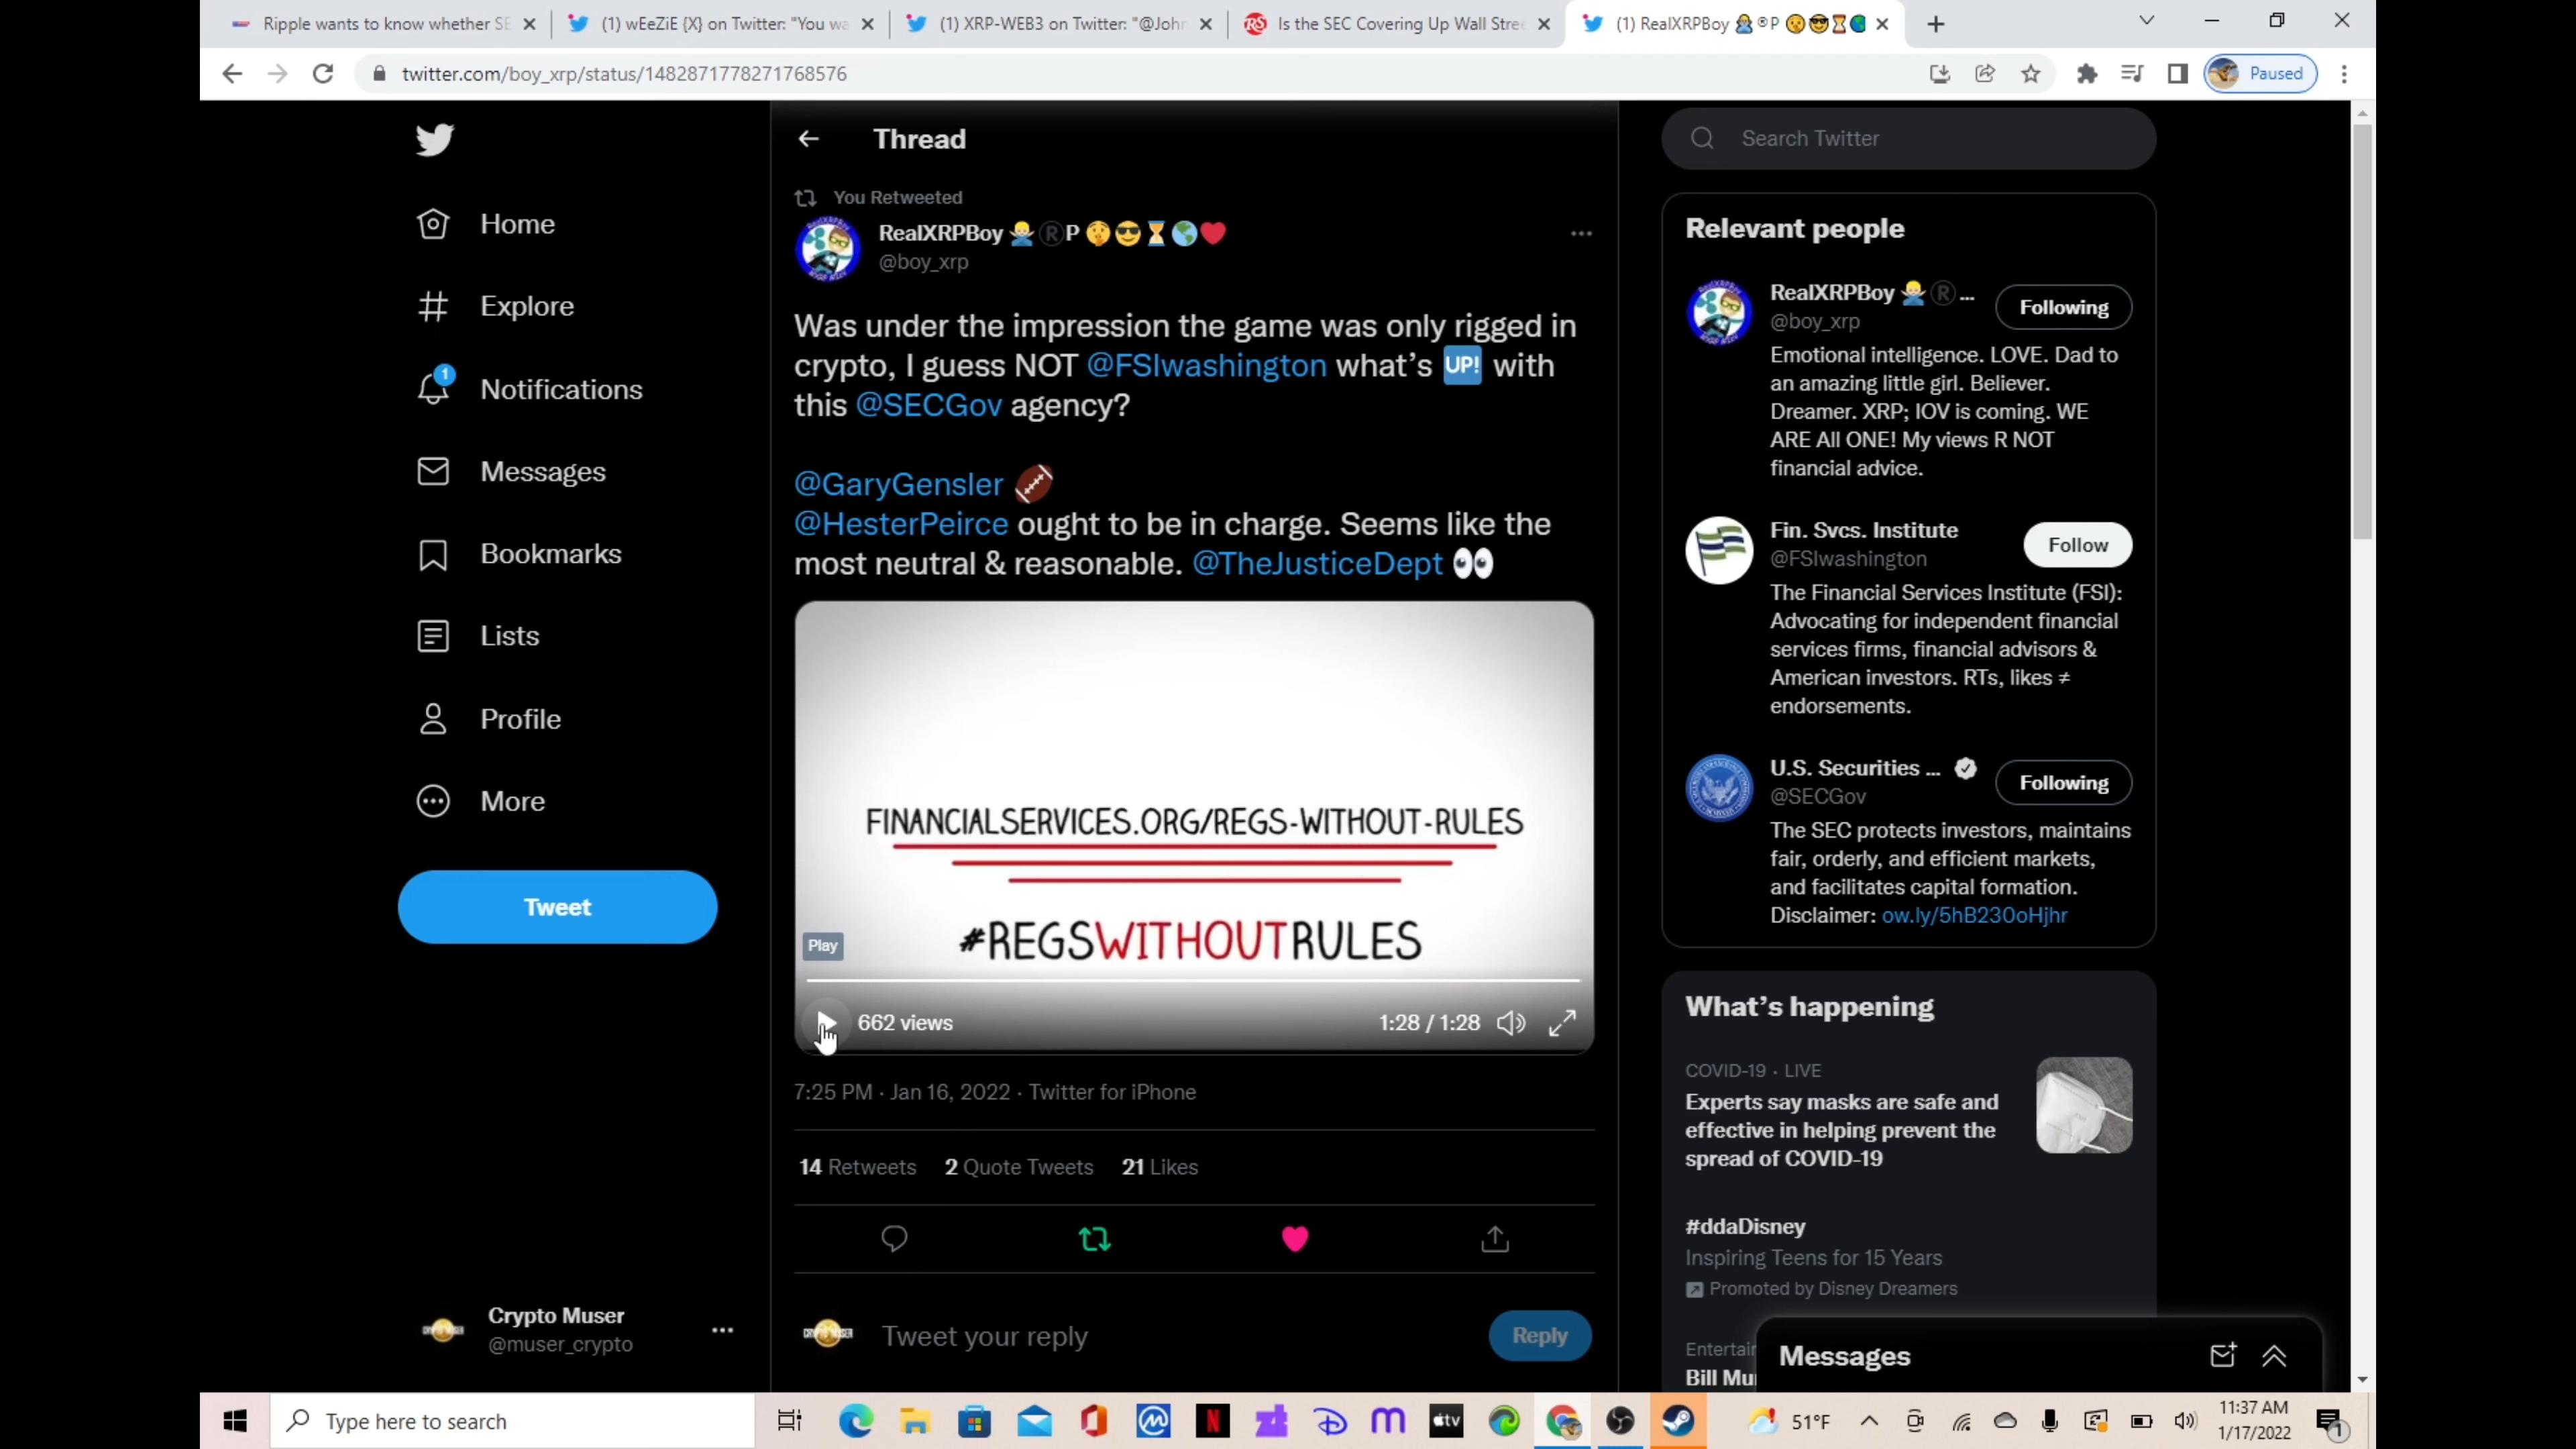 Ripple wants to know whether SE
(1) wEeZiE {X} on Twitter: "You wa
(1) XRP-WEB3 on Twitter: "@John
Is the SEC Covering Up Wall Stree
(1) RealXRPBoy 🙅‍♂️®P 🤫😎⌛🌎
twitter.com/boy_xrp/status/1482871778271768576
Paused
Home
Explore
1
Notifications
Messages
Bookmarks
Lists
Profile
More
Tweet
Crypto Muser
@muser_crypto
Thread
You Retweeted
RealXRPBoy 🙅‍♂️ⓇP 🤫😎⌛🌎❤️
@boy_xrp
Was under the impression the game was only rigged in
crypto, I guess NOT @FSIwashington what's 🆙 with
this @SECGov agency?
@GaryGensler 🏈
@HesterPeirce ought to be in charge. Seems like the
most neutral & reasonable. @TheJusticeDept 👀
FINANCIALSERVICES.ORG/REGS-WITHOUT-RULES
#REGSWITHOUTRULES
Play
662 views
1:28 / 1:28
7:25 PM · Jan 16, 2022 · Twitter for iPhone
14 Retweets 2 Quote Tweets 21 Likes
Tweet your reply
Reply
Search Twitter
Relevant people
RealXRPBoy 🙅‍♂️Ⓡ...
@boy_xrp
Following
Emotional intelligence. LOVE. Dad to
an amazing little girl. Believer.
Dreamer. XRP; IOV is coming. WE
ARE All ONE! My views R NOT
financial advice.
Fin. Svcs. Institute
@FSIwashington
Follow
The Financial Services Institute (FSI):
Advocating for independent financial
services firms, financial advisors &
American investors. RTs, likes ≠
endorsements.
U.S. Securities ...
@SECGov
Following
The SEC protects investors, maintains
fair, orderly, and efficient markets,
and facilitates capital formation.
Disclaimer: ow.ly/5hB230oHjhr
What's happening
COVID-19 · LIVE
Experts say masks are safe and
effective in helping prevent the
spread of COVID-19
#ddaDisney
Inspiring Teens for 15 Years
Promoted by Disney Dreamers
Entertai
Bill Mu
Messages
Type here to search
51°F
11:37 AM
1/17/2022
1